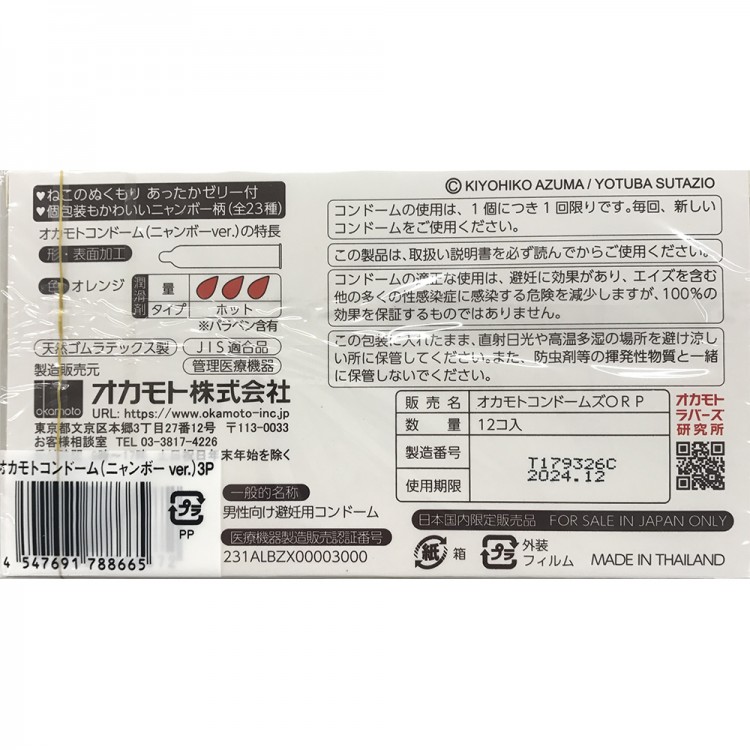 ♥ねこのぬくもり あったかゼリー付
♥個包装もかわいいニャンボー柄(全23種)
オカモトコンドーム(ニャンボーver.)の特長
形・表面加工
色 オレンジ
潤滑剤
量
タイプ
ホット
※パラベン含有
天然ゴムラテックス製
JIS適合品
製造販売元
管理医療機器
okamoto
オカモト株式会社
URL: https://www.okamoto-inc.jp
東京都文京区本郷3丁目27番12号 〒113-0033
お客様相談室 TEL 03-3817-4226
年末年始を除く
オカモトコンドーム(ニャンボー ver.)3P
4 547691 788665
プラ
PP
一般的名称
男性向け避妊用コンドーム
医療機器製造販売認証番号
231ALBZX00003000
© KIYOHIKO AZUMA / YOTUBA SUTAZIO
コンドームの使用は、1個につき1回限りです。毎回、新しい
コンドームをご使用ください。
この製品は、取扱い説明書を必ず読んでからご使用ください。
コンドームの適正な使用は、避妊に効果があり、エイズを含む
他の多くの性感染症に感染する危険を減少しますが、100%の
効果を保証するものではありません。
この包装に入れたまま、直射日光や高温多湿の場所を避け涼し
い所に保管してください。また、防虫剤等の揮発性物質と一緒
に保管しないでください。
販売名 オカモトコンドームズORP
数量 12コ入
製造番号 T179326C
使用期限 2024.12
オカモト
ラバーズ
研究所
日本国内限定販売品 FOR SALE IN JAPAN ONLY
紙 箱
プラ 外装
フィルム
MADE IN THAILAND